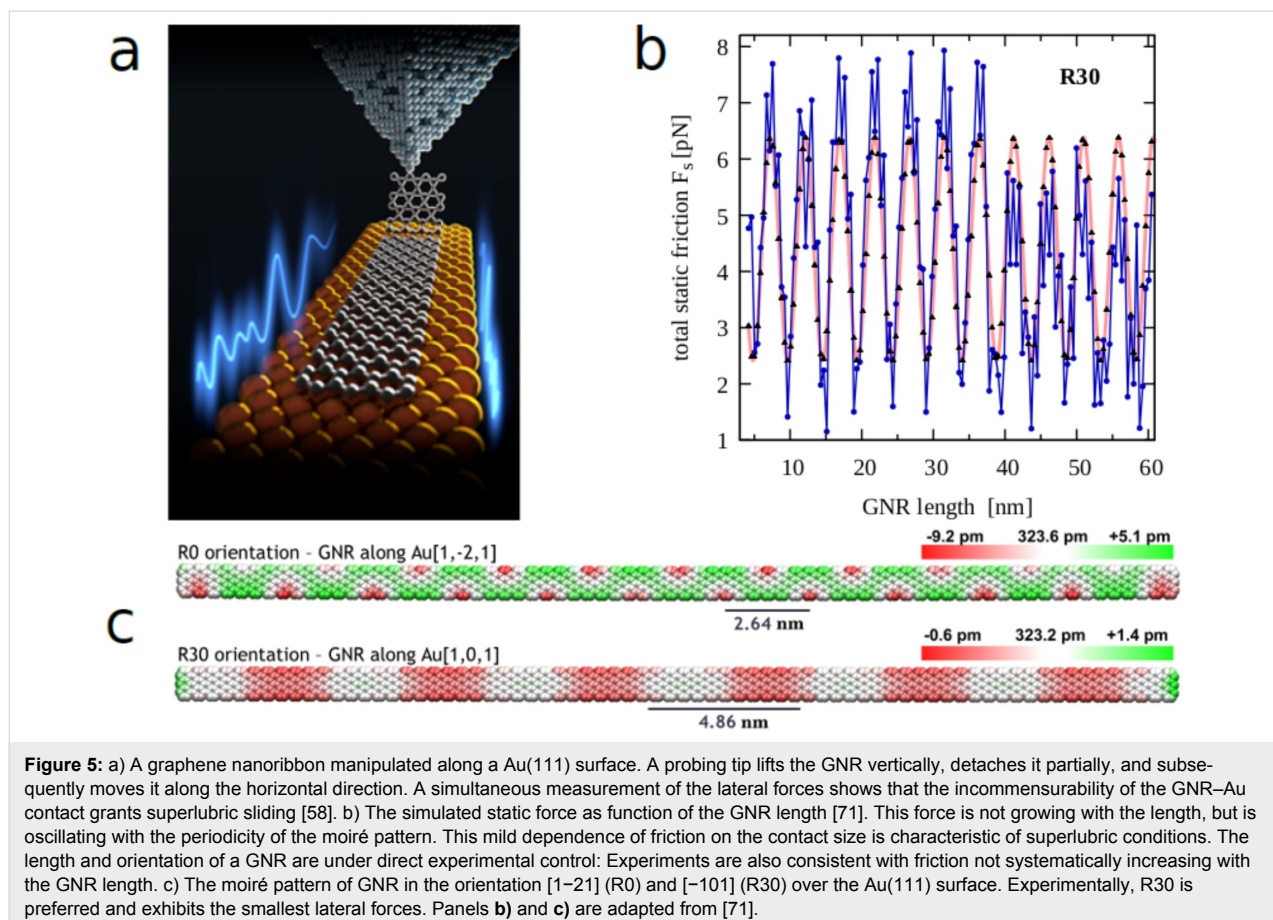 a
b
R30
total static friction Fₛ [pN]
8
7
6
5
4
3
2
1
10 20 30 40 50 60
GNR length [nm]
R0 orientation – GNR along Au[1,-2,1]
-9.2 pm 323.6 pm +5.1 pm
2.64 nm
c
R30 orientation – GNR along Au[1,0,1]
-0.6 pm 323.2 pm +1.4 pm
4.86 nm
Figure 5: a) A graphene nanoribbon manipulated along a Au(111) surface. A probing tip lifts the GNR vertically, detaches it partially, and subse-
quently moves it along the horizontal direction. A simultaneous measurement of the lateral forces shows that the incommensurability of the GNR–Au
contact grants superlubric sliding [58]. b) The simulated static force as function of the GNR length [71]. This force is not growing with the length, but is
oscillating with the periodicity of the moiré pattern. This mild dependence of friction on the contact size is characteristic of superlubric conditions. The
length and orientation of a GNR are under direct experimental control: Experiments are also consistent with friction not systematically increasing with
the GNR length. c) The moiré pattern of GNR in the orientation [1−21] (R0) and [−101] (R30) over the Au(111) surface. Experimentally, R30 is
preferred and exhibits the smallest lateral forces. Panels b) and c) are adapted from [71].